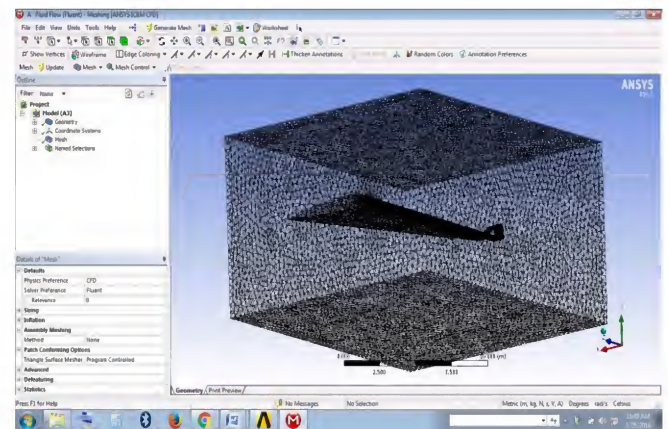 A : Fluid Flow (Fluent) - Meshing [ANSYS ICEM CFD]
File Edit View Units Tools Help Generate Mesh Worksheet
Show Vertices Wireframe Edge Coloring Thicken Annotations Random Colors Annotation Preferences
Mesh Update Mesh Mesh Control
Outline
Filter: Name
Project
Model (A3)
Geometry
Coordinate Systems
Mesh
Named Selections
ANSYS
Details of "Mesh"
Defaults
Physics Preference CFD
Solver Preference Fluent
Relevance 0
Sizing
Inflation
Assembly Meshing
Method None
Patch Conforming Options
Triangle Surface Mesher Program Controlled
Advanced
Defeaturing
Statistics
2.500
7.500
Geometry Print Preview
Press F1 for Help No Messages No Selection Metric (m, kg, N, s, V, A) Degrees rad/s Celsius